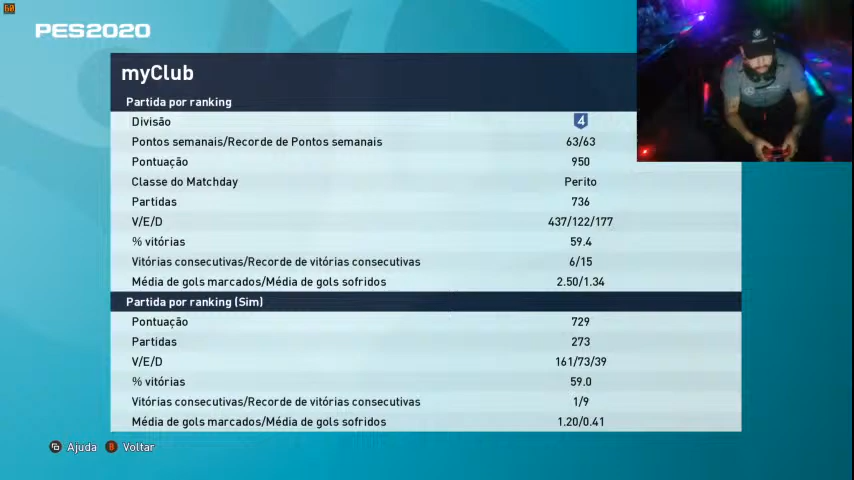 60
PES2020
myClub
Partida por ranking
Divisão 4
Pontos semanais/Recorde de Pontos semanais 63/63
Pontuação 950
Classe do Matchday Perito
Partidas 736
V/E/D 437/122/177
% vitórias 59.4
Vitórias consecutivas/Recorde de vitórias consecutivas 6/15
Média de gols marcados/Média de gols sofridos 2.50/1.34
Partida por ranking (Sim)
Pontuação 729
Partidas 273
V/E/D 161/73/39
% vitórias 59.0
Vitórias consecutivas/Recorde de vitórias consecutivas 1/9
Média de gols marcados/Média de gols sofridos 1.20/0.41
Ajuda B Voltar